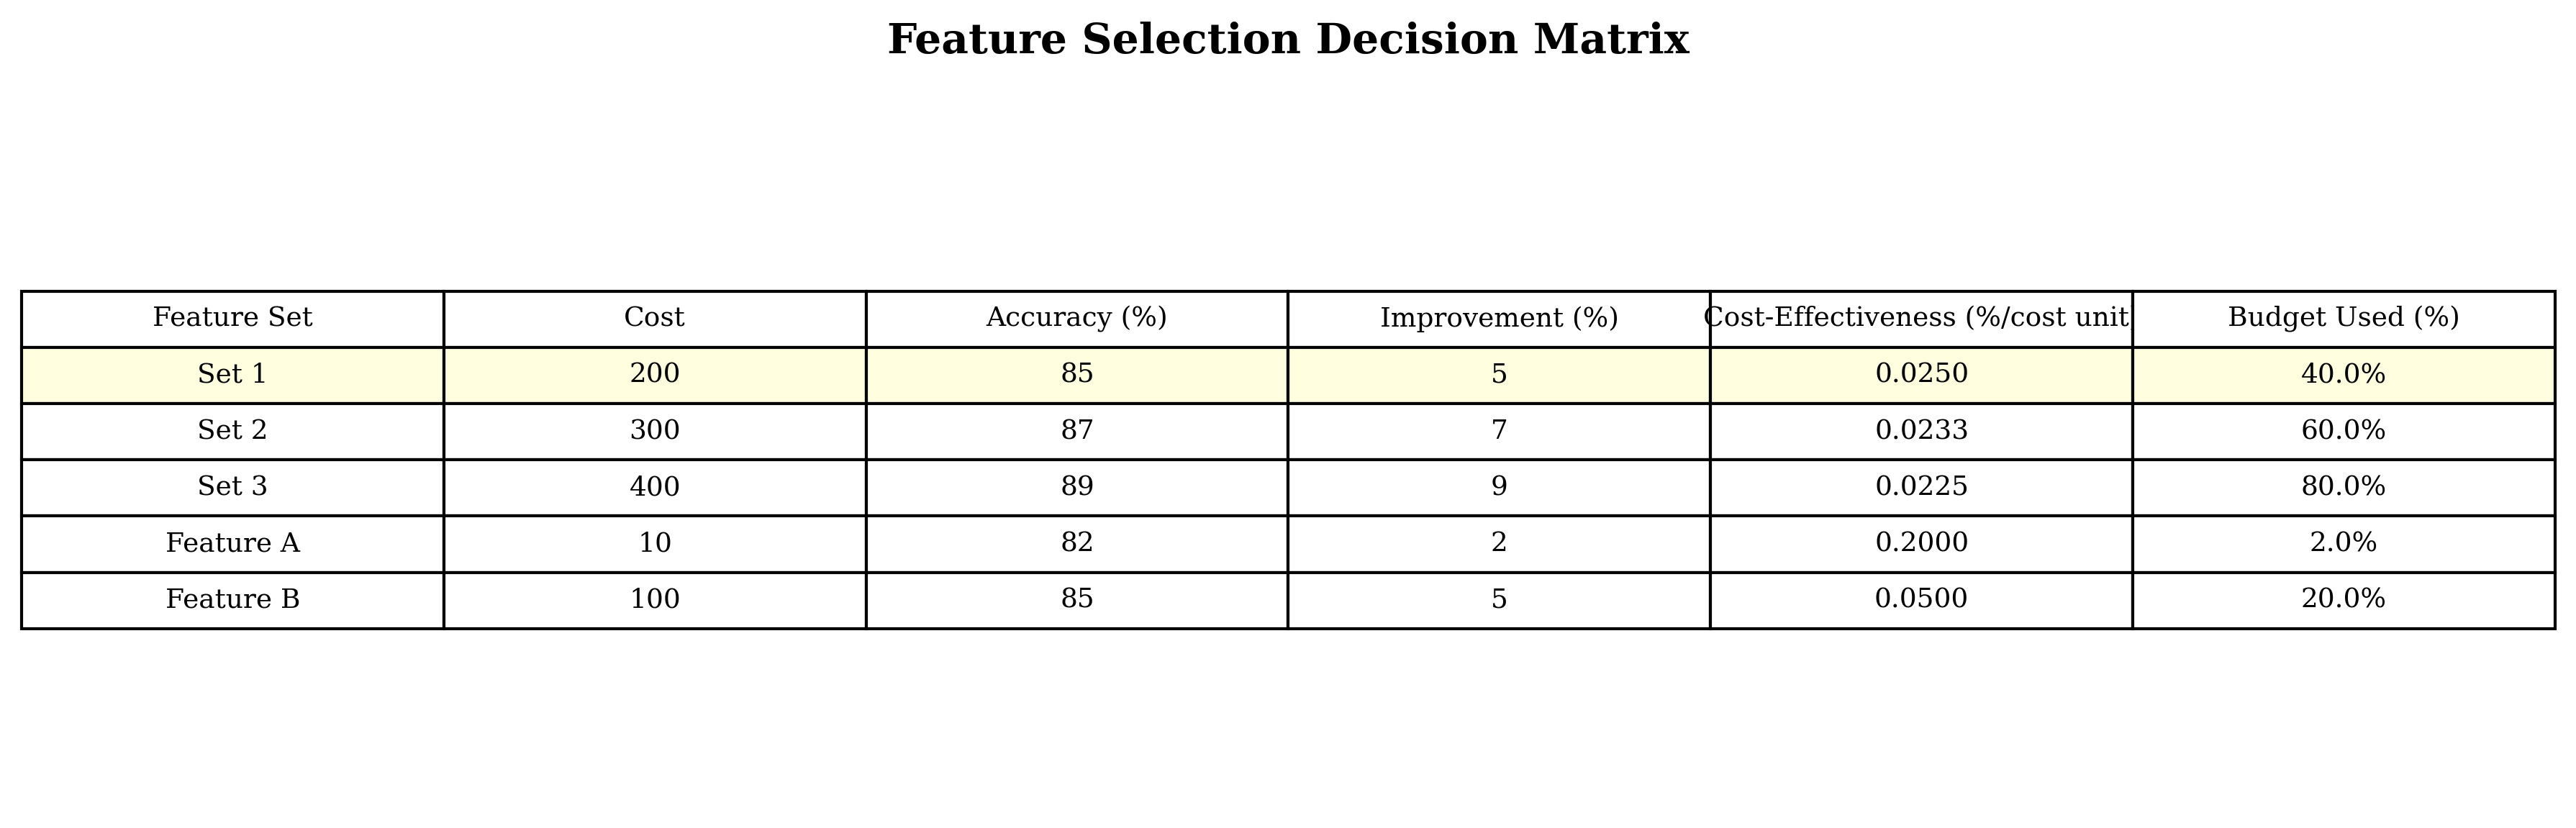 Feature Selection Decision Matrix
Feature Set Cost Accuracy (%) Improvement (%) Cost-Effectiveness (%/cost unit) Budget Used (%)
Set 1 200 85 5 0.0250 40.0%
Set 2 300 87 7 0.0233 60.0%
Set 3 400 89 9 0.0225 80.0%
Feature A 10 82 2 0.2000 2.0%
Feature B 100 85 5 0.0500 20.0%